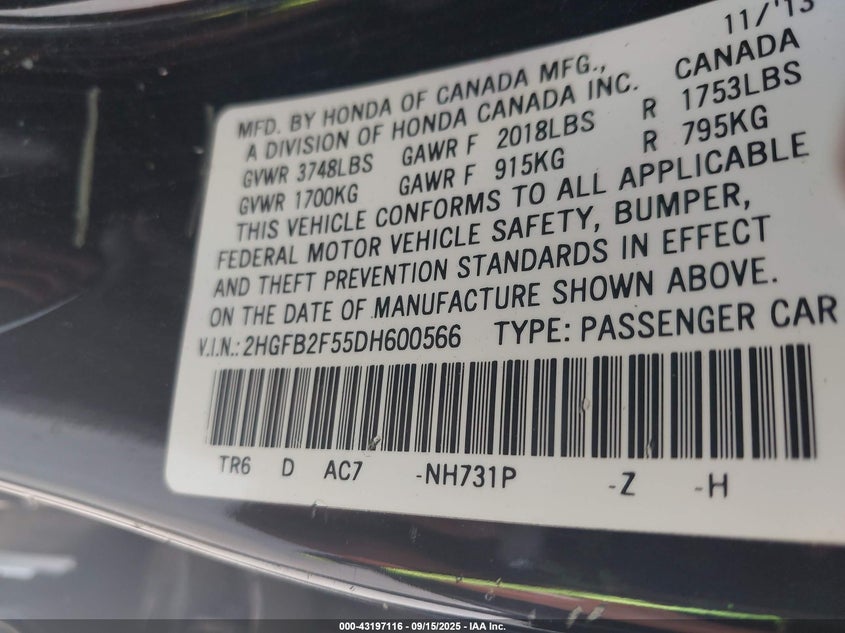 11/'13
MFD. BY HONDA OF CANADA MFG.,
A DIVISION OF HONDA CANADA INC. CANADA
GVWR 3748LBS GAWR F 2018LBS R 1753LBS
GVWR 1700KG GAWR F 915KG R 795KG
THIS VEHICLE CONFORMS TO ALL APPLICABLE
FEDERAL MOTOR VEHICLE SAFETY, BUMPER,
AND THEFT PREVENTION STANDARDS IN EFFECT
ON THE DATE OF MANUFACTURE SHOWN ABOVE.
V.I.N.: 2HGFB2F55DH600566 TYPE: PASSENGER CAR
TR6 D AC7 -NH731P -Z -H
000-43197116 - 09/15/2025 - IAA Inc.